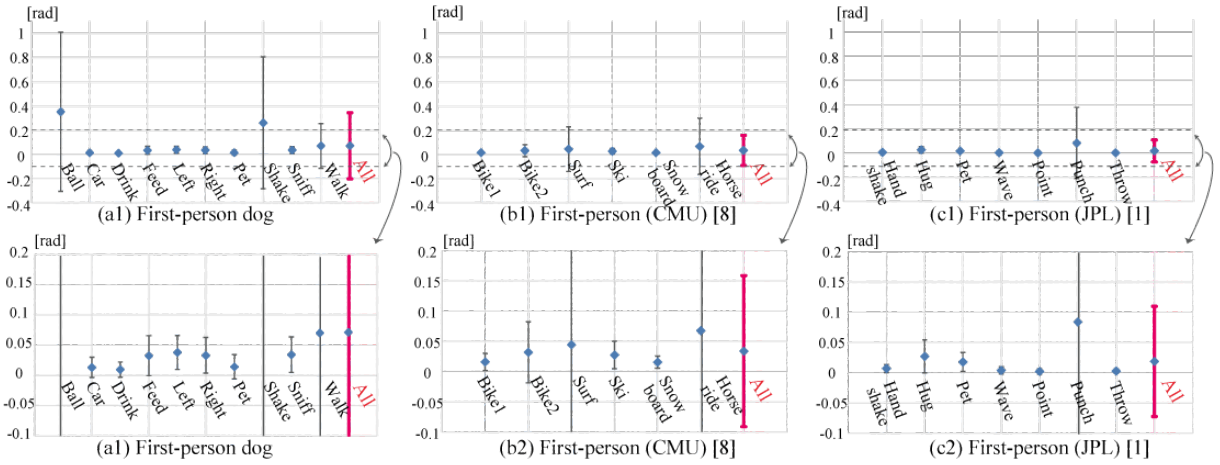 [rad]
1
0.8
0.6
0.4
0.2
0
-0.2
-0.4
Ball
Car
Drink
Feed
Left
Right
Pet
Shake
Sniff
Walk
All
(a1) First-person dog
[rad]
1
0.8
0.6
0.4
0.2
0
-0.2
-0.4
Bike1
Bike2
Surf
Ski
Snow
board
Horse
ride
All
(b1) First-person (CMU) [8]
[rad]
1
0.8
0.6
0.4
0.2
0
-0.2
-0.4
Hand
shake
Hug
Pet
Wave
Point
Punch
Throw
All
(c1) First-person (JPL) [1]
[rad]
0.2
0.15
0.1
0.05
0
-0.05
-0.1
Ball
Car
Drink
Feed
Left
Right
Pet
Shake
Sniff
Walk
All
(a1) First-person dog
[rad]
0.2
0.15
0.1
0.05
0
-0.05
-0.1
Bike1
Bike2
Surf
Ski
Snow
board
Horse
ride
All
(b2) First-person (CMU) [8]
[rad]
0.2
0.15
0.1
0.05
0
-0.05
-0.1
Hand
shake
Hug
Pet
Wave
Point
Punch
Throw
All
(c2) First-person (JPL) [1]